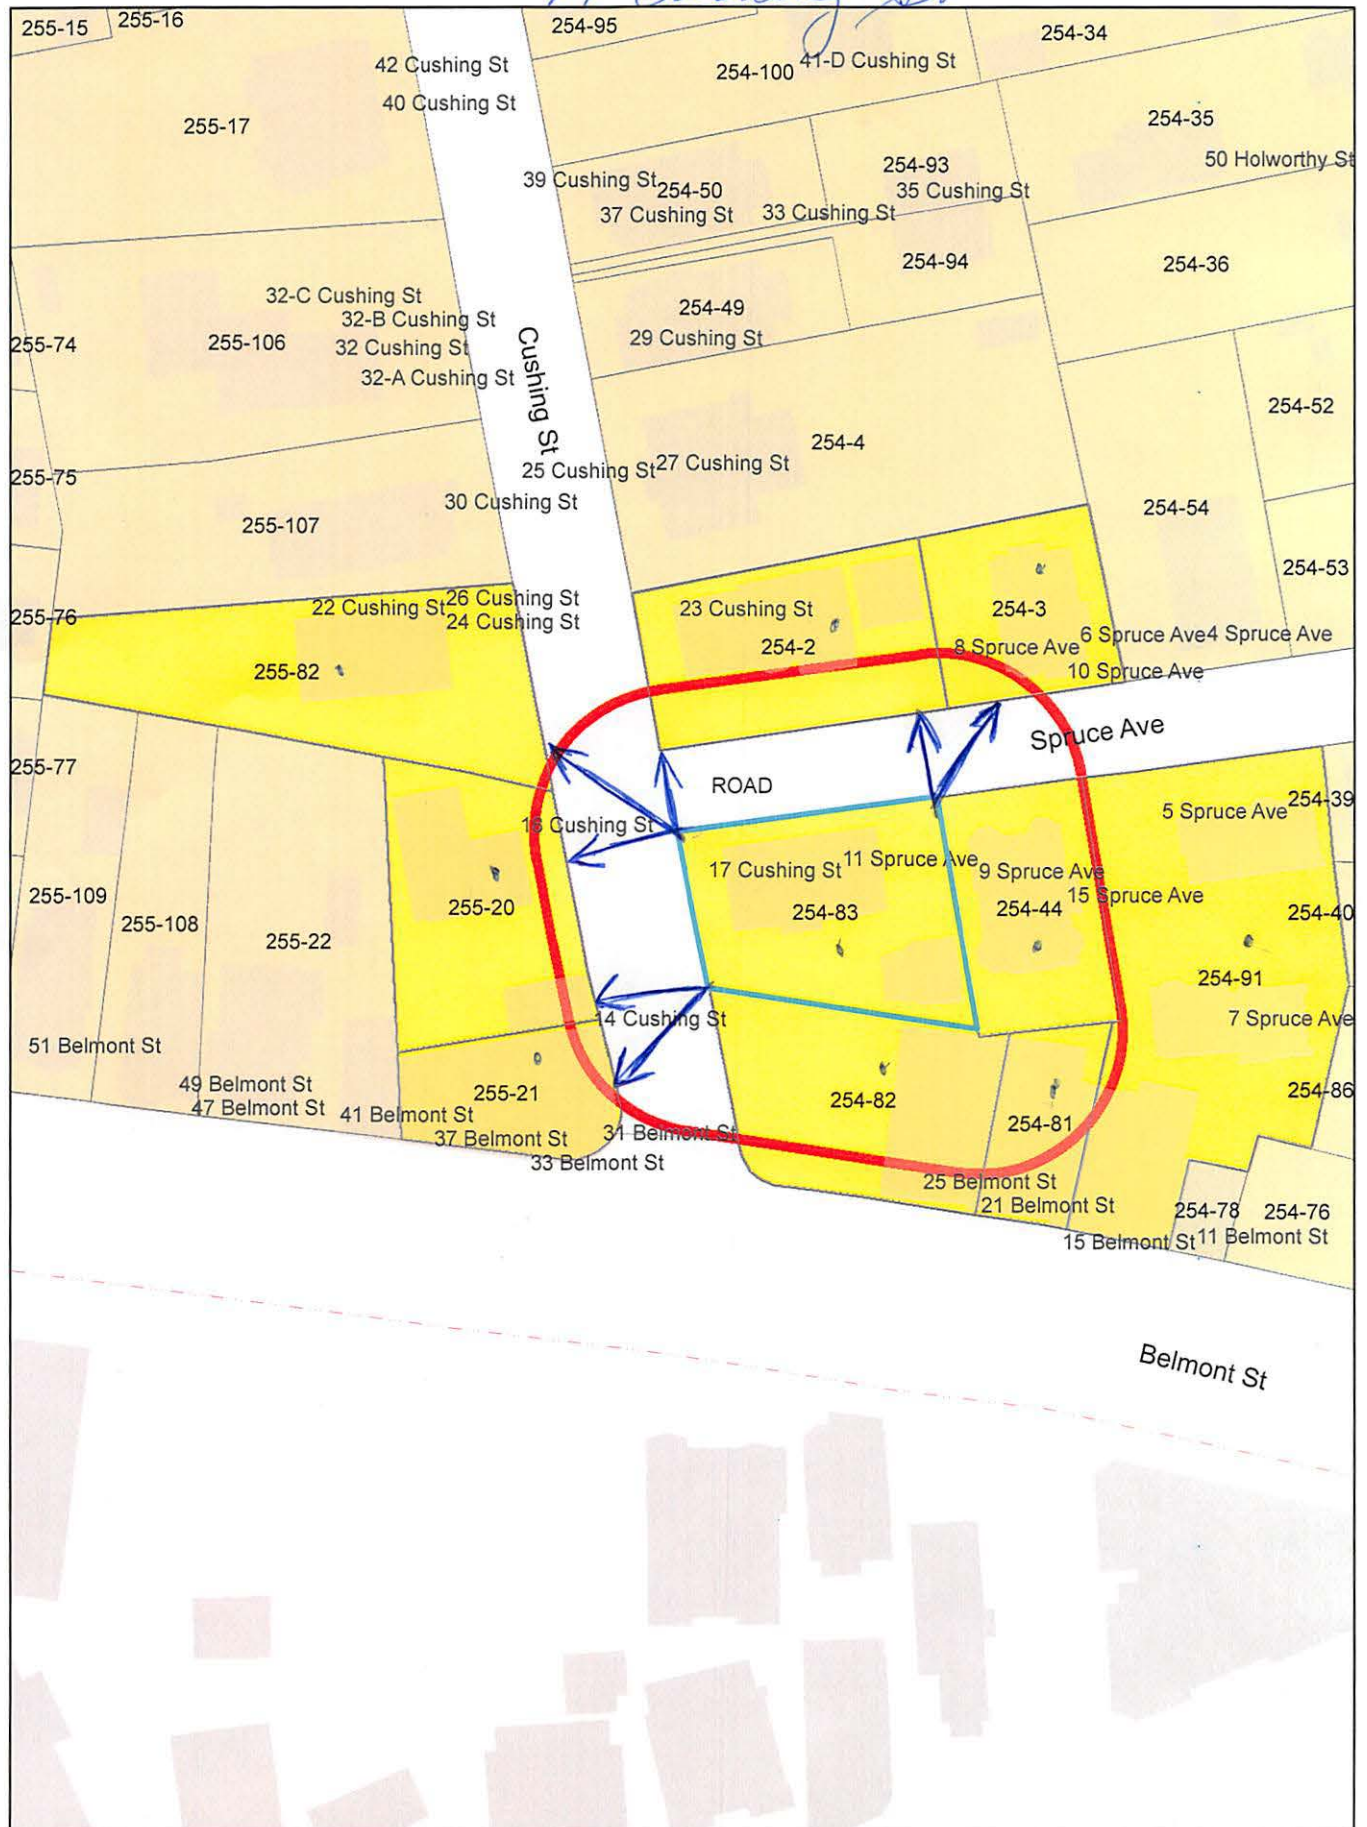 17 Cushing St.
255-15
255-16
254-95
254-34
42 Cushing St
254-100
41-D Cushing St
40 Cushing St
255-17
254-35
50 Holworthy St
254-93
39 Cushing St
254-50
35 Cushing St
37 Cushing St
33 Cushing St
254-94
254-36
32-C Cushing St
254-49
32-B Cushing St
29 Cushing St
255-74
255-106
32 Cushing St
32-A Cushing St
Cushing St
254-52
254-4
25 Cushing St
27 Cushing St
255-75
30 Cushing St
255-107
254-54
254-53
22 Cushing St
26 Cushing St
23 Cushing St
254-3
255-76
24 Cushing St
254-2
8 Spruce Ave
6 Spruce Ave
4 Spruce Ave
255-82
10 Spruce Ave
Spruce Ave
255-77
ROAD
254-39
5 Spruce Ave
18 Cushing St
17 Cushing St
11 Spruce Ave
9 Spruce Ave
15 Spruce Ave
255-109
255-20
254-83
254-44
254-40
255-108
255-22
254-91
14 Cushing St
7 Spruce Ave
51 Belmont St
49 Belmont St
255-21
254-82
254-86
47 Belmont St
41 Belmont St
254-81
37 Belmont St
31 Belmont St
33 Belmont St
25 Belmont St
21 Belmont St
254-78
254-76
15 Belmont St
11 Belmont St
Belmont St